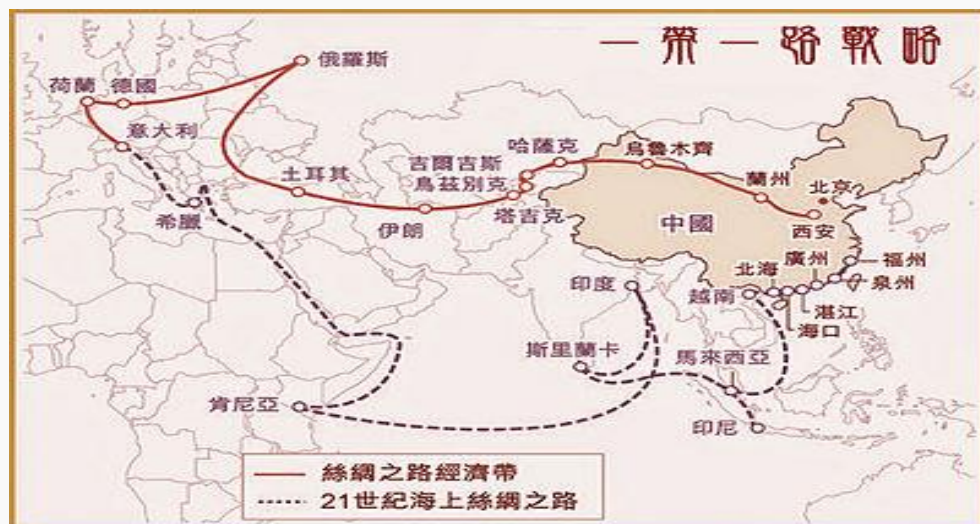 一帶一路戰略
俄羅斯
荷蘭
德國
意大利
哈薩克
烏魯木齊
吉爾吉斯
土耳其
烏茲別克
蘭州
北京
塔吉克
希臘
伊朗
中國
西安
廣州
福州
北海
印度
越南
泉州
湛江
海口
斯里蘭卡
馬來西亞
肯尼亞
印尼
絲綢之路經濟帶
21世紀海上絲綢之路